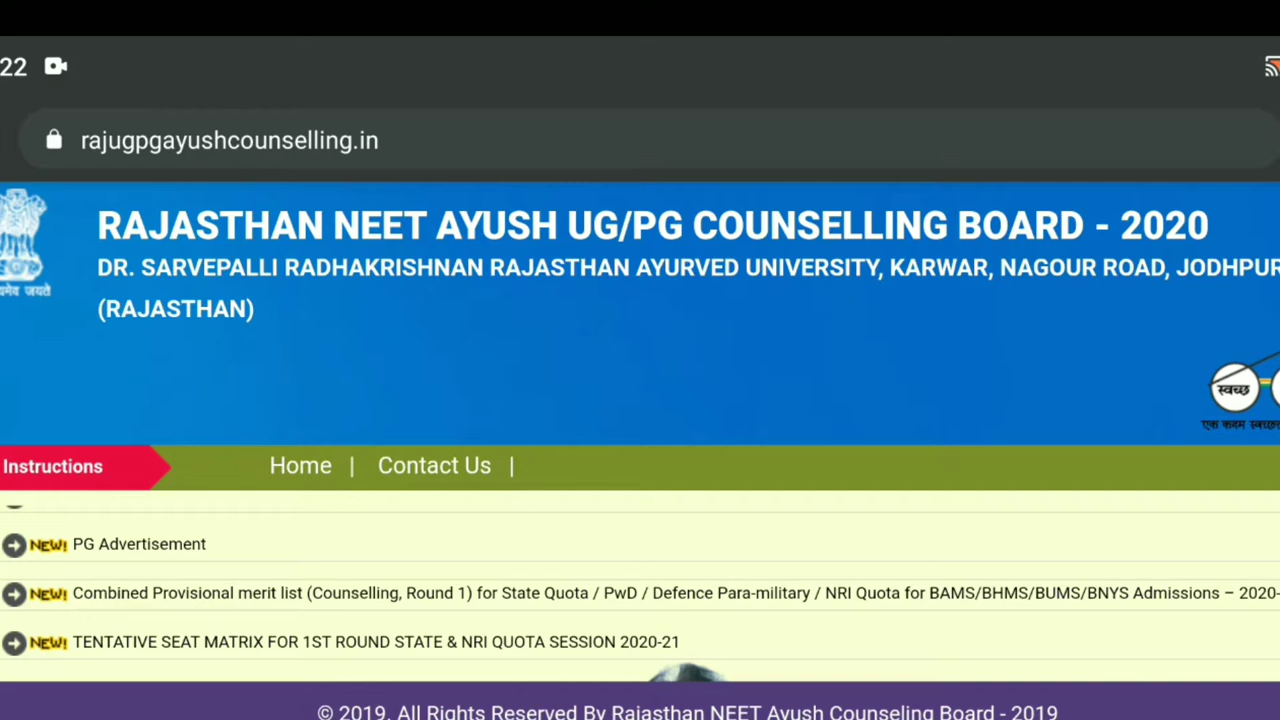 22
rajugpgayushcounselling.in
RAJASTHAN NEET AYUSH UG/PG COUNSELLING BOARD - 2020
DR. SARVEPALLI RADHAKRISHNAN RAJASTHAN AYURVED UNIVERSITY, KARWAR, NAGOUR ROAD, JODHPUR
(RAJASTHAN)
जयते
स्वच्छ
एक कदम
Instructions
Home | Contact Us |
NEW! PG Advertisement
NEW! Combined Provisional merit list (Counselling, Round 1) for State Quota / PwD / Defence Para-military / NRI Quota for BAMS/BHMS/BUMS/BNYS Admissions – 2020-
NEW! TENTATIVE SEAT MATRIX FOR 1ST ROUND STATE & NRI QUOTA SESSION 2020-21
© 2019, All Rights Reserved By Rajasthan NEET Ayush Counseling Board - 2019